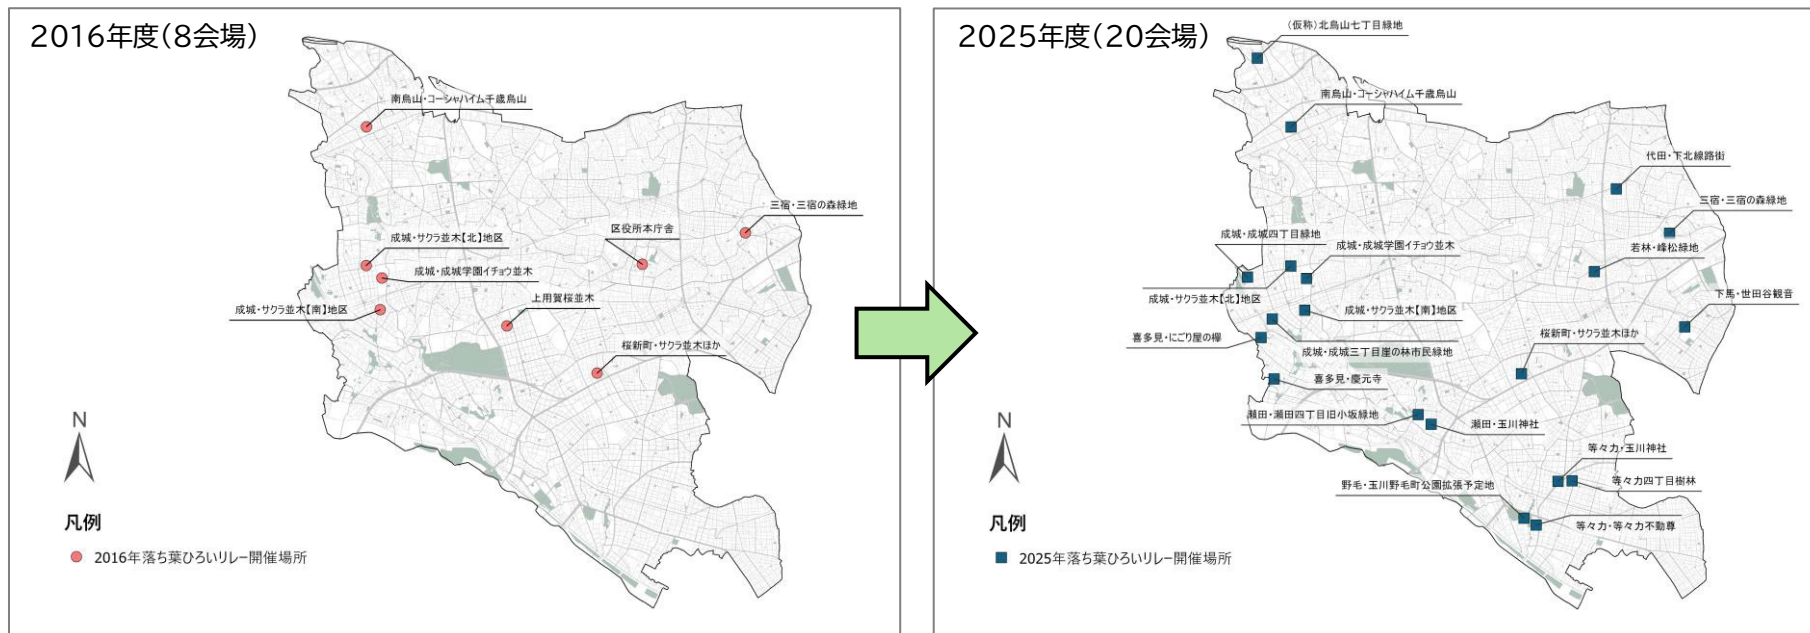 2016年度(8会場)
南烏山・コーシャハイム千歳烏山
三宿・三宿の森緑地
区役所本庁舎
成城・サクラ並木【北】地区
成城・成城学園イチョウ並木
上用賀桜並木
成城・サクラ並木【南】地区
桜新町・サクラ並木ほか
N
凡例
2016年落ち葉ひろいリレー開催場所
2025年度(20会場)
(仮称)北烏山七丁目緑地
南烏山・コーシャハイム千歳烏山
代田・下北線路街
三宿・三宿の森緑地
成城・成城四丁目緑地
成城・成城学園イチョウ並木
若林・峰松緑地
成城・サクラ並木【北】地区
下馬・世田谷観音
成城・サクラ並木【南】地区
桜新町・サクラ並木ほか
喜多見・にごり屋の欅
成城・成城三丁目崖の林市民緑地
喜多見・慶元寺
瀬田・瀬田四丁目旧小坂緑地
瀬田・玉川神社
等々力・玉川神社
等々力四丁目樹林
野毛・玉川野毛町公園拡張予定地
等々力・等々力不動尊
N
凡例
2025年落ち葉ひろいリレー開催場所